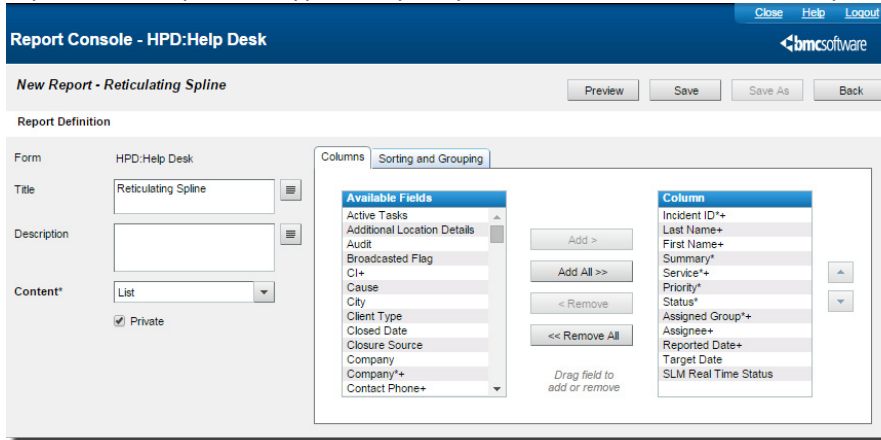 Close Help Logout
Report Console - HPD:Help Desk
bmcsoftware
New Report - Reticulating Spline
Preview Save Save As Back
Report Definition
Form HPD:Help Desk
Title Reticulating Spline
Description
Content* List
Private
Columns Sorting and Grouping
Available Fields
Active Tasks
Additional Location Details
Audit
Broadcasted Flag
CI+
Cause
City
Client Type
Closed Date
Closure Source
Company
Company*+
Contact Phone+
Add >
Add All >>
< Remove
<< Remove All
Drag field to
add or remove
Column
Incident ID*+
Last Name+
First Name+
Summary*
Service*+
Priority*
Status*
Assigned Group*+
Assignee+
Reported Date+
Target Date
SLM Real Time Status